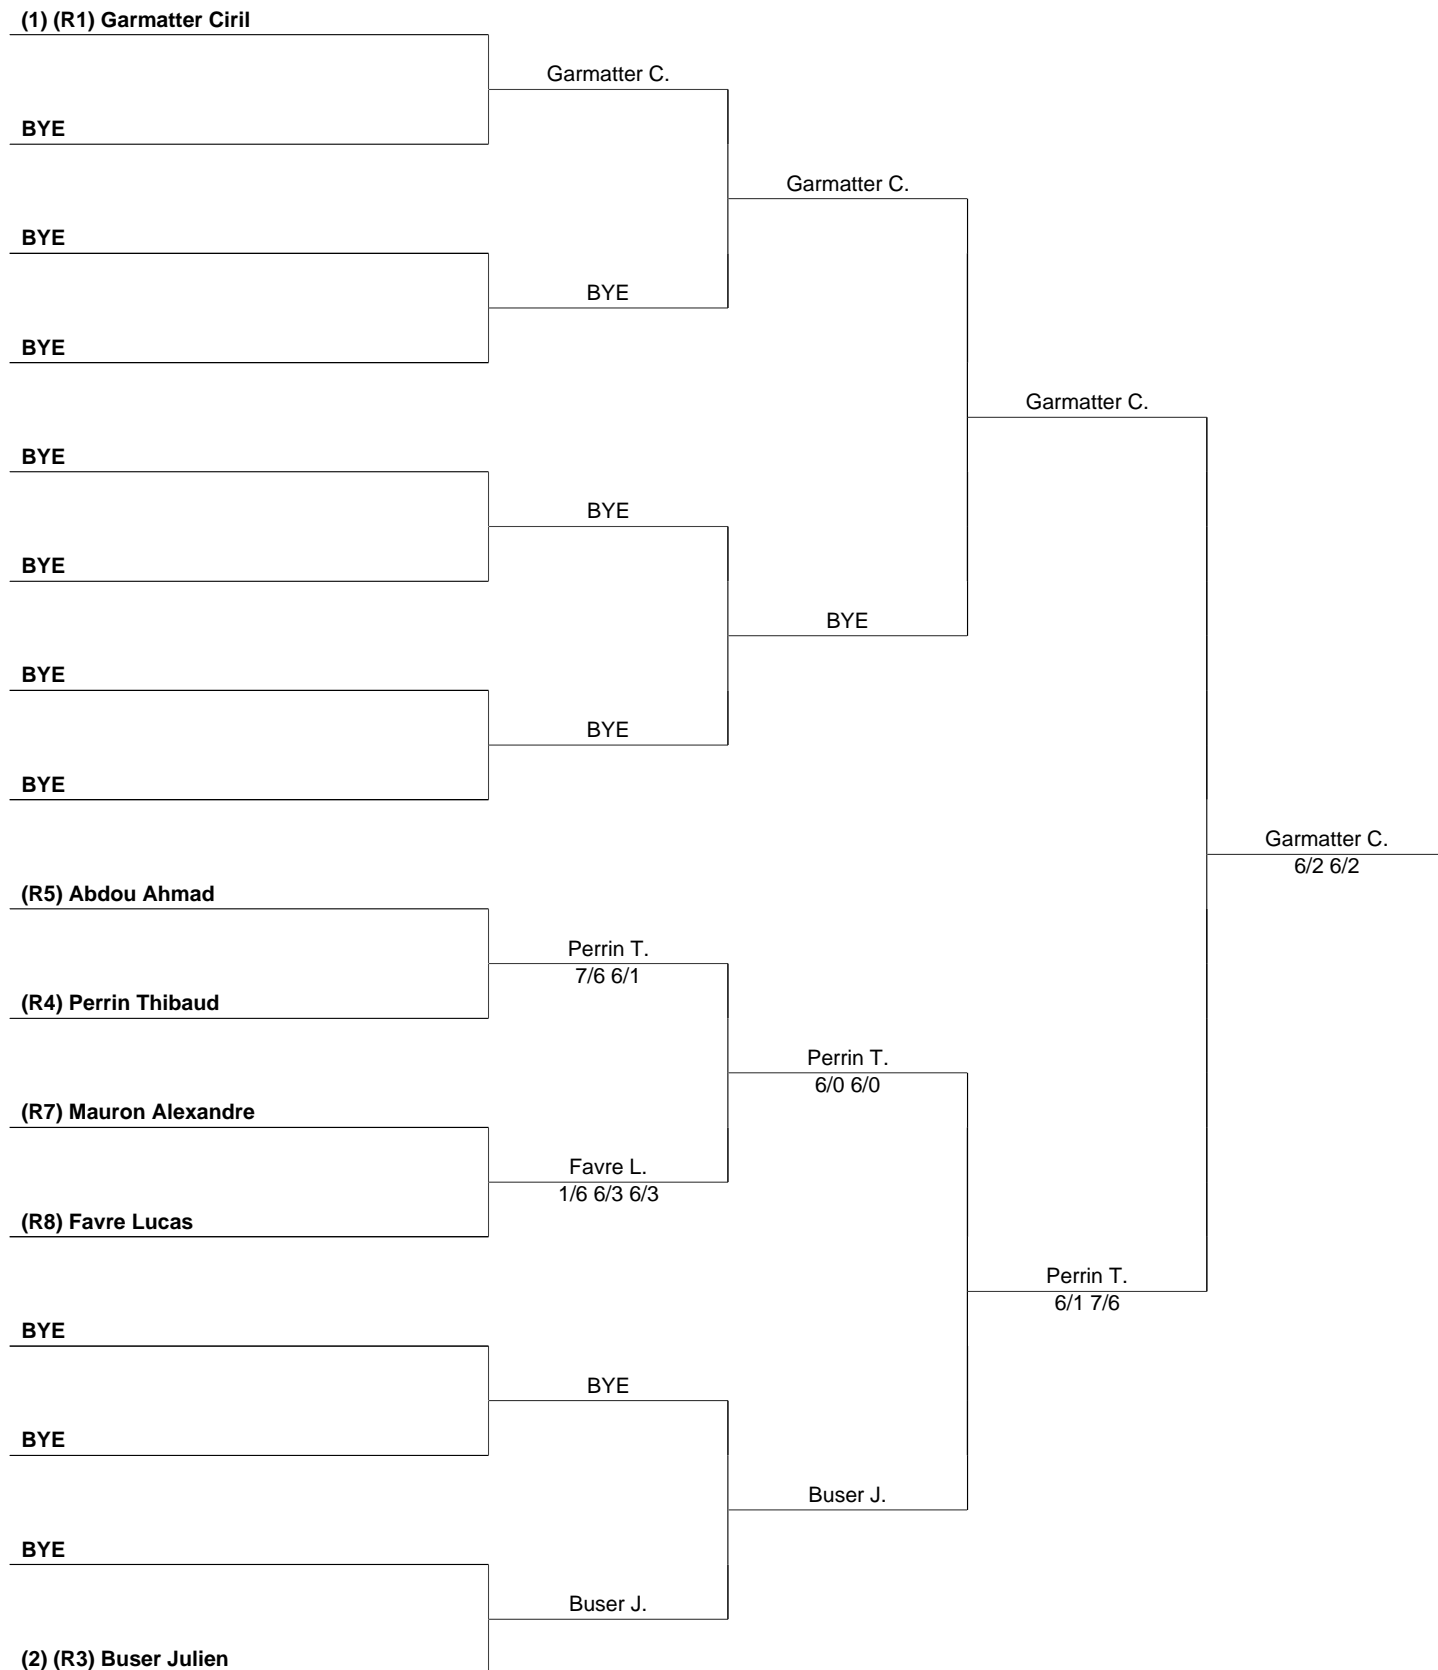 (1) (R1) Garmatter Ciril
Garmatter C.
BYE
Garmatter C.
BYE
BYE
BYE
Garmatter C.
BYE
BYE
BYE
BYE
BYE
BYE
BYE
Garmatter C.
6/2 6/2
(R5) Abdou Ahmad
Perrin T.
7/6 6/1
(R4) Perrin Thibaud
Perrin T.
6/0 6/0
(R7) Mauron Alexandre
Favre L.
1/6 6/3 6/3
(R8) Favre Lucas
Perrin T.
6/1 7/6
BYE
BYE
BYE
Buser J.
BYE
Buser J.
(2) (R3) Buser Julien